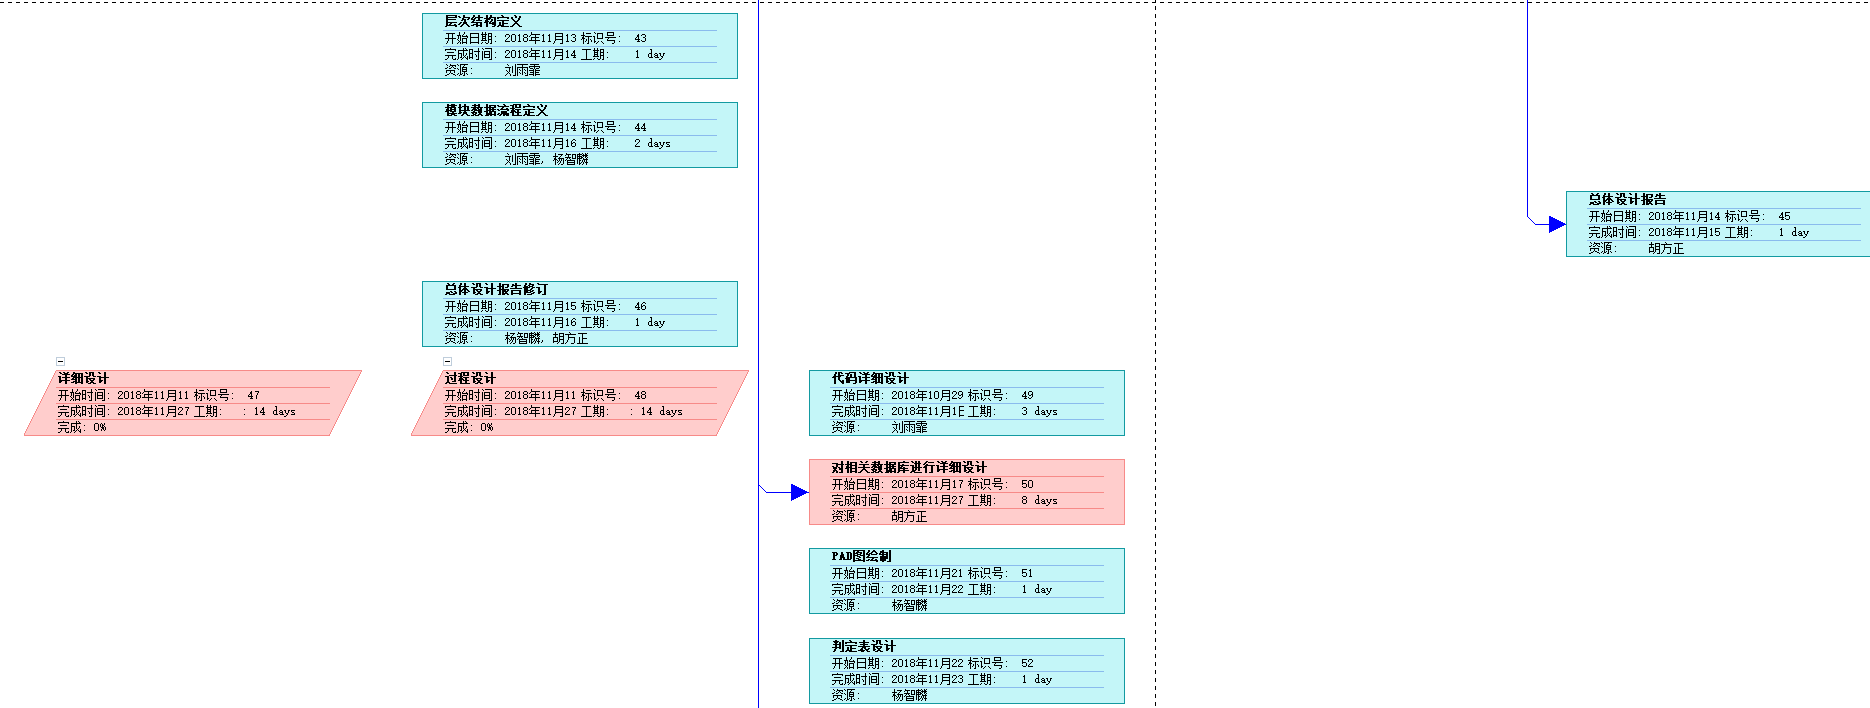 层次结构定义
开始日期: 2018年11月13 标识号: 43
完成时间: 2018年11月14 工期: 1 day
资源: 刘雨霏
模块数据流程定义
开始日期: 2018年11月14 标识号: 44
完成时间: 2018年11月16 工期: 2 days
资源: 刘雨霏, 杨智麟
总体设计报告
开始日期: 2018年11月14 标识号: 45
完成时间: 2018年11月15 工期: 1 day
资源: 胡方正
总体设计报告修订
开始日期: 2018年11月15 标识号: 46
完成时间: 2018年11月16 工期: 1 day
资源: 杨智麟, 胡方正
详细设计
开始时间: 2018年11月11 标识号: 47
完成时间: 2018年11月27 工期: : 14 days
完成: 0%
过程设计
开始时间: 2018年11月11 标识号: 48
完成时间: 2018年11月27 工期: : 14 days
完成: 0%
代码详细设计
开始日期: 2018年10月29 标识号: 49
完成时间: 2018年11月1日 工期: 3 days
资源: 刘雨霏
对相关数据库进行详细设计
开始日期: 2018年11月17 标识号: 50
完成时间: 2018年11月27 工期: 8 days
资源: 胡方正
PAD图绘制
开始日期: 2018年11月21 标识号: 51
完成时间: 2018年11月22 工期: 1 day
资源: 杨智麟
判定表设计
开始日期: 2018年11月22 标识号: 52
完成时间: 2018年11月23 工期: 1 day
资源: 杨智麟